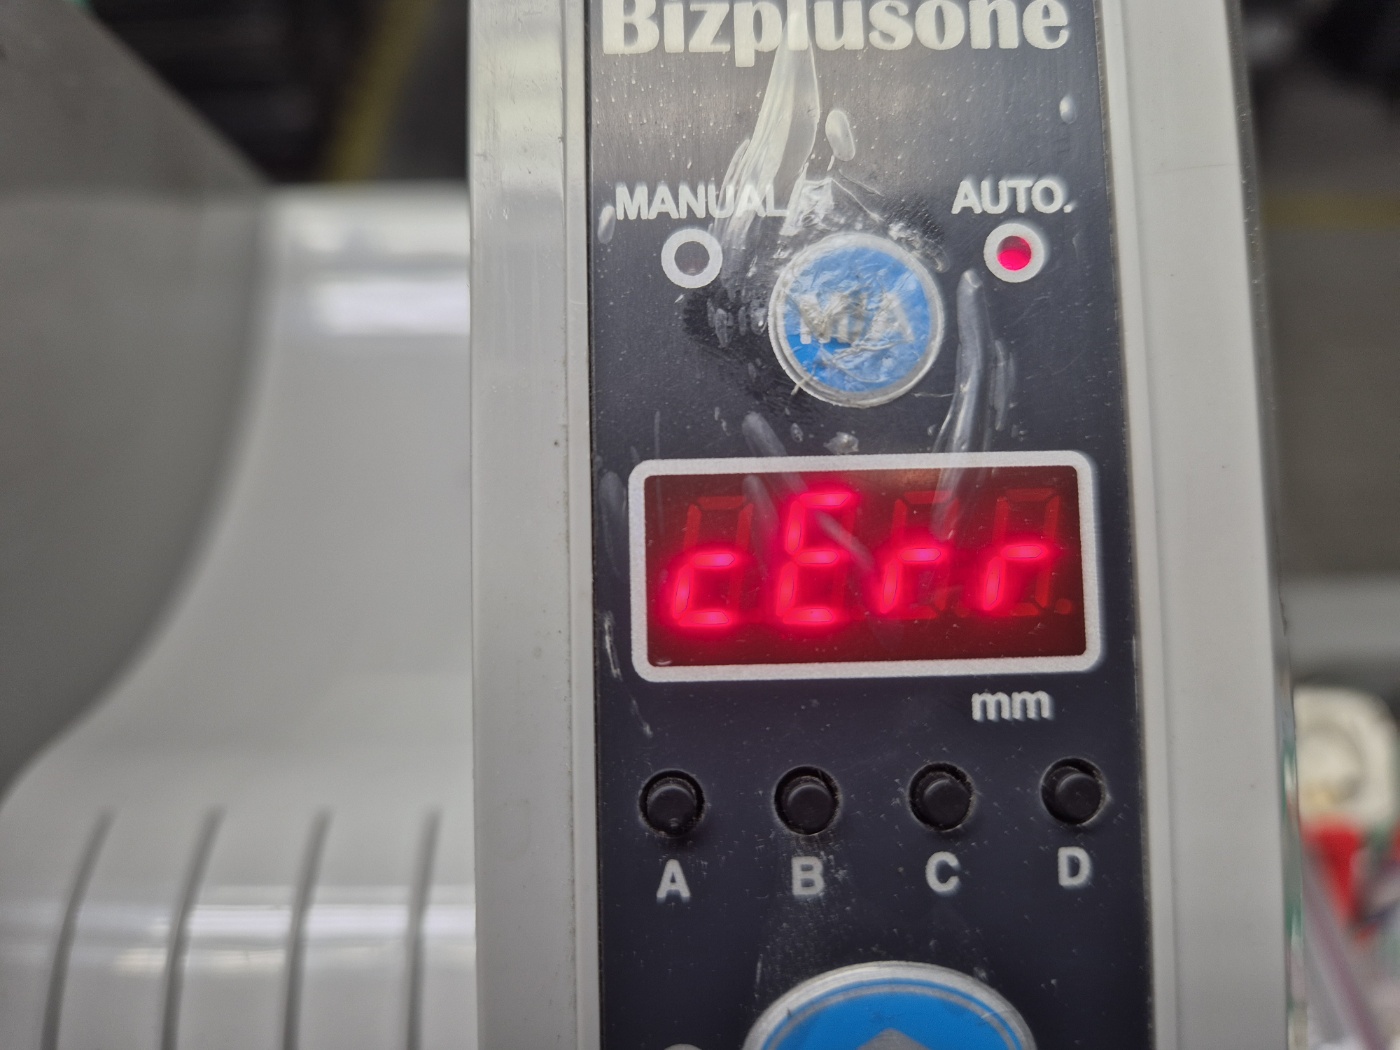 Bizplusone
MANUAL
AUTO.
M/A
cErr
mm
A B C D